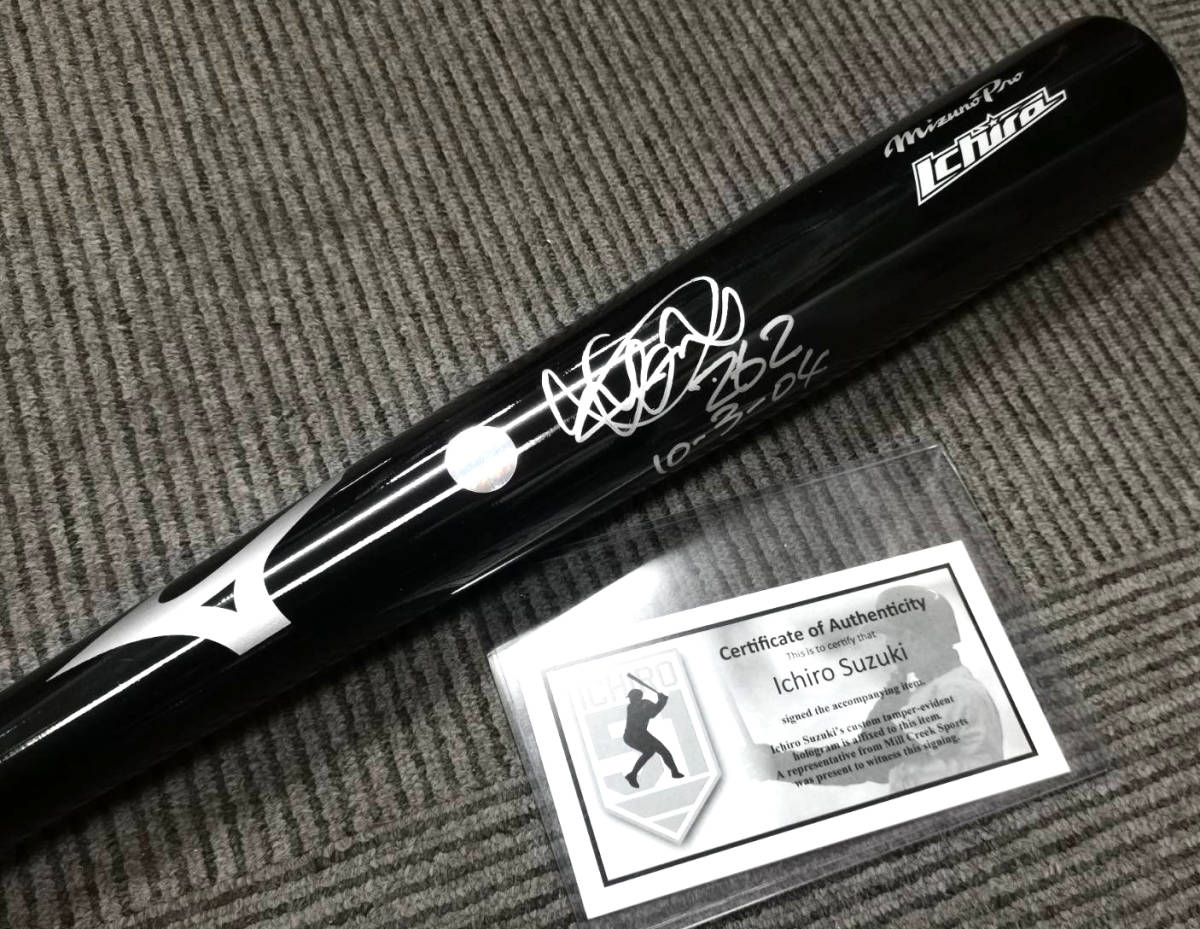 Mizuno Pro
Ichiro
262
10-3-04
Certificate of Authenticity
This is to certify that
Ichiro Suzuki
signed the accompanying item.
Ichiro Suzuki's custom tamper-evident
hologram is affixed to this item.
A representative from Mill Creek Sports
was present to witness this signing.
ICHIRO
51